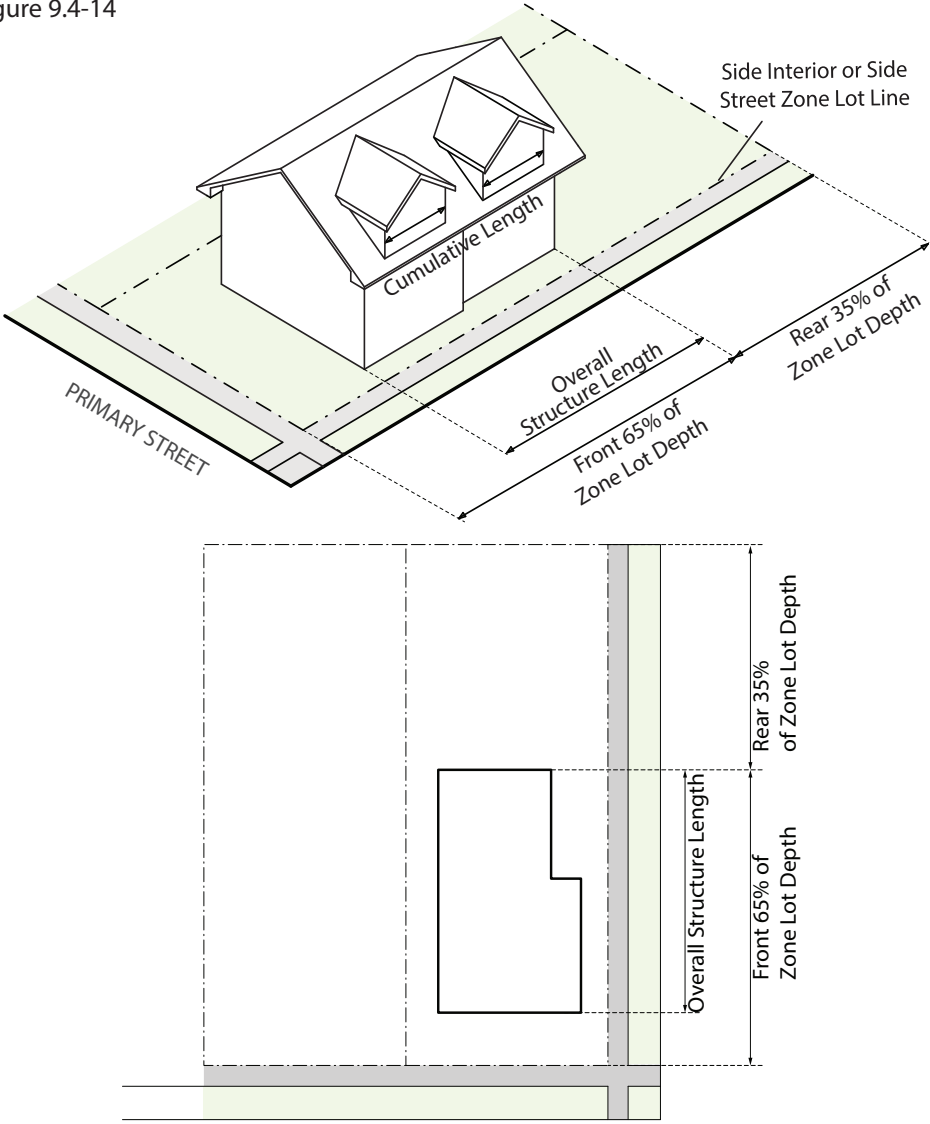 gure 9.4-14
Side Interior or Side
Street Zone Lot Line
Cumulative Length
Rear 35% of
Zone Lot Depth
Overall
Structure Length
Front 65% of
Zone Lot Depth
PRIMARY STREET
Rear 35%
of Zone Lot Depth
Overall Structure Length
Front 65% of
Zone Lot Depth